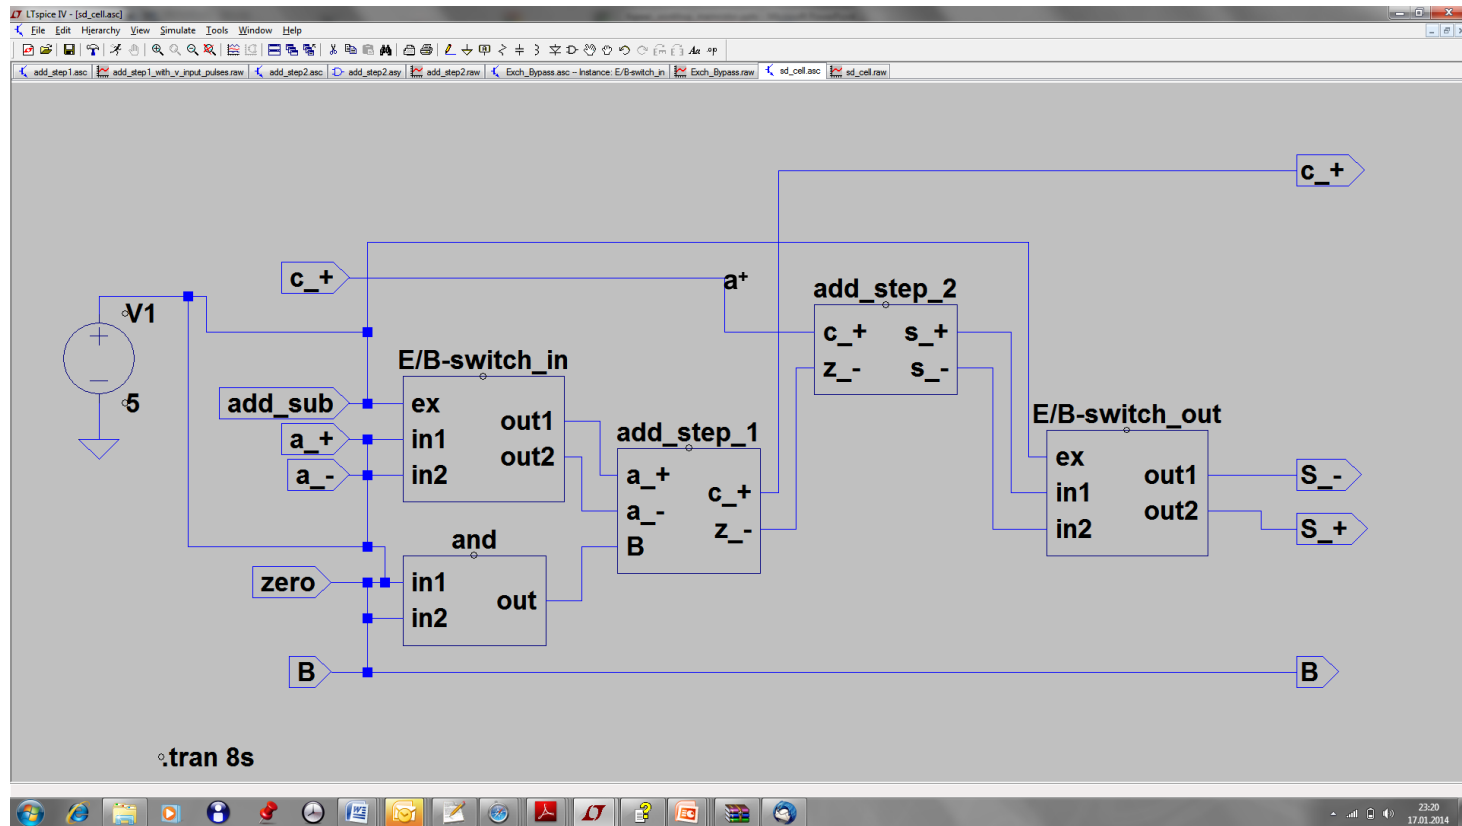 LTspice IV - [sd_cell.asc]
File Edit Hierarchy View Simulate Tools Window Help
add_step1.asc add_step1_with_v_input_pulses.raw add_step2.asc add_step2.asy add_step2.raw Exch_Bypass.asc -- Instance: E/B-switch_in Exch_Bypass.raw sd_cell.asc sd_cell.raw
c_+
c_+
a+
add_step_2
c_+ s_+
z_- s_-
V1
5
E/B-switch_in
add_sub
a_+
a_-
ex
in1
in2
out1
out2
add_step_1
a_+
a_-
B
c_+
z_-
E/B-switch_out
ex
in1
in2
out1
out2
S_-
S_+
and
zero
in1
in2
out
B
B
.tran 8s
23:20
17.01.2014